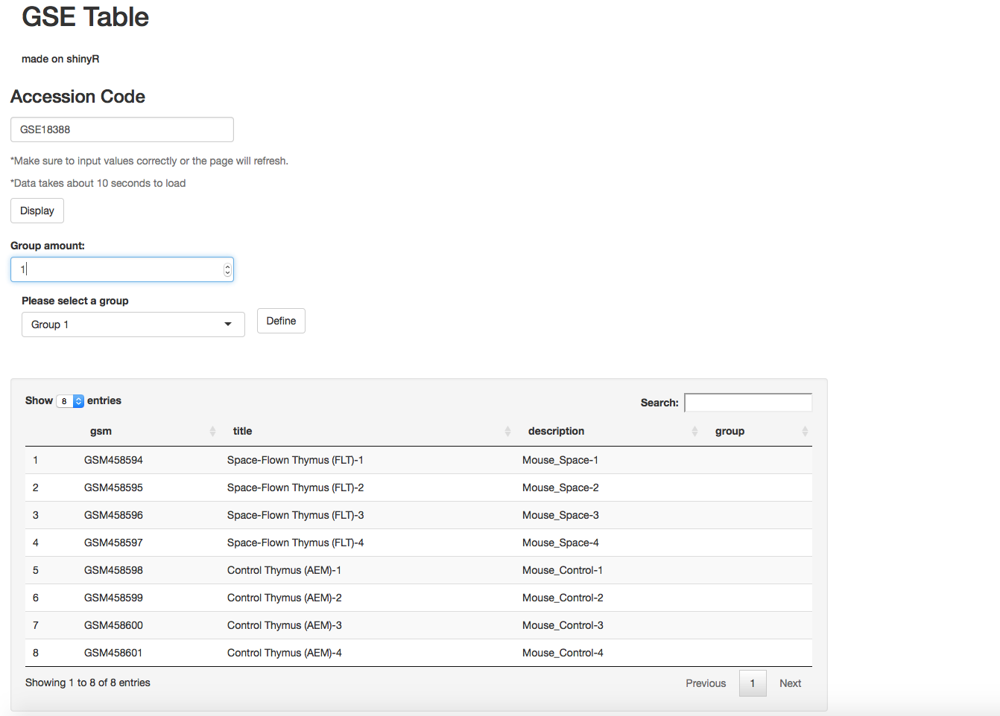 GSE Table
made on shinyR
Accession Code
GSE18388
*Make sure to input values correctly or the page will refresh.
*Data takes about 10 seconds to load
Display
Group amount:
1
Please select a group
Group 1 Define
Show 8 entries Search:
gsm title description group
1 GSM458594 Space-Flown Thymus (FLT)-1 Mouse_Space-1
2 GSM458595 Space-Flown Thymus (FLT)-2 Mouse_Space-2
3 GSM458596 Space-Flown Thymus (FLT)-3 Mouse_Space-3
4 GSM458597 Space-Flown Thymus (FLT)-4 Mouse_Space-4
5 GSM458598 Control Thymus (AEM)-1 Mouse_Control-1
6 GSM458599 Control Thymus (AEM)-2 Mouse_Control-2
7 GSM458600 Control Thymus (AEM)-3 Mouse_Control-3
8 GSM458601 Control Thymus (AEM)-4 Mouse_Control-4
Showing 1 to 8 of 8 entries Previous 1 Next